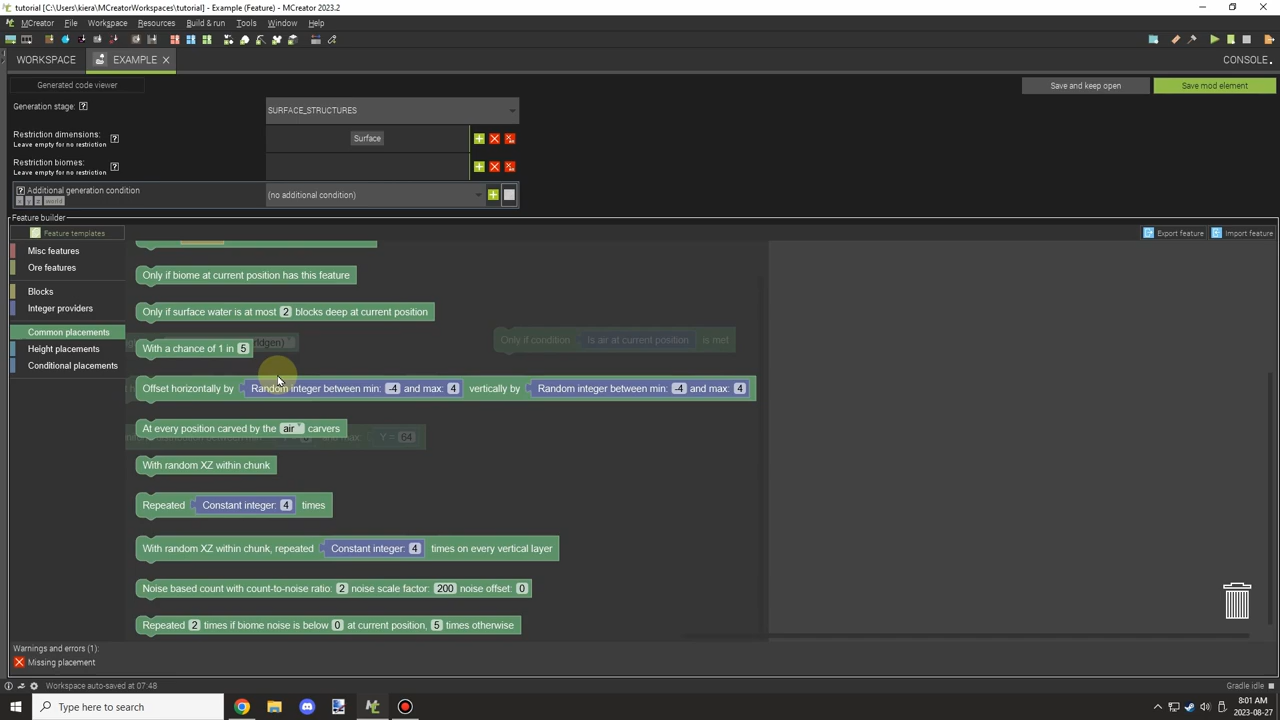 tutorial [C:\Users\kiera\MCreatorWorkspaces\tutorial] - Example (Feature) - MCreator 2023.2
MCreator File Workspace Resources Build & run Tools Window Help
WORKSPACE EXAMPLE CONSOLE
Generated code viewer Save and keep open Save mod element
Generation stage: ? SURFACE_STRUCTURES
Restriction dimensions: ? Surface
Leave empty for no restriction
Restriction biomes: ?
Leave empty for no restriction
? Additional generation condition (no additional condition)
x y z world
Feature builder
Feature templates Export feature Import feature
Misc features
Ore features
Blocks
Integer providers
Common placements
Height placements
Conditional placements
Only if biome at current position has this feature
Only if surface water is at most 2 blocks deep at current position
Only if condition Is air at current position is met
With a chance of 1 in 5
Offset horizontally by Random integer between min: -4 and max: 4 vertically by Random integer between min: -4 and max: 4
At every position carved by the air carvers
and max: Y = 64
With random XZ within chunk
Repeated Constant integer: 4 times
With random XZ within chunk, repeated Constant integer: 4 times on every vertical layer
Noise based count with count-to-noise ratio: 2 noise scale factor: 200 noise offset: 0
Repeated 2 times if biome noise is below 0 at current position, 5 times otherwise
Warnings and errors (1):
Missing placement
Workspace auto-saved at 07:48 Gradle idle
Type here to search
8:01 AM
2023-08-27